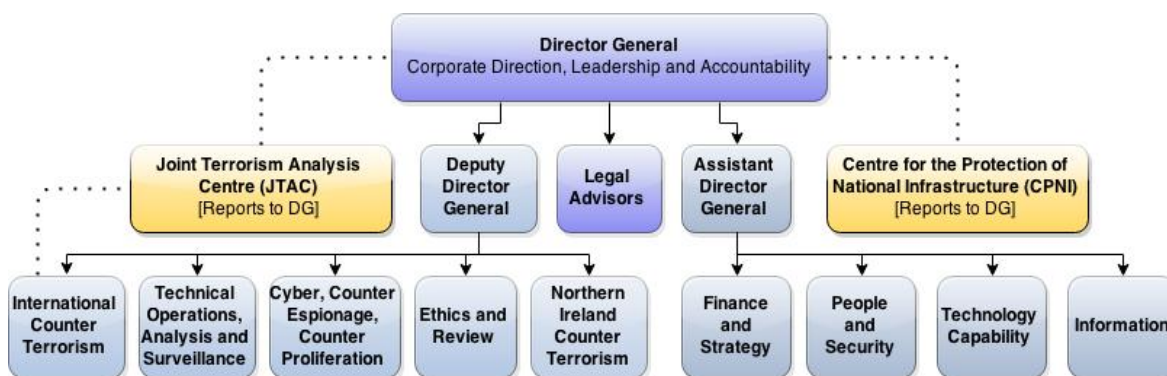 Director General
Corporate Direction, Leadership and Accountability
Joint Terrorism Analysis
Centre (JTAC)
[Reports to DG]
Deputy
Director
General
Legal
Advisors
Assistant
Director
General
Centre for the Protection of
National Infrastructure (CPNI)
[Reports to DG]
International
Counter
Terrorism
Technical
Operations,
Analysis and
Surveillance
Cyber, Counter
Espionage,
Counter
Proliferation
Ethics and
Review
Northern
Ireland
Counter
Terrorism
Finance
and
Strategy
People
and
Security
Technology
Capability
Information